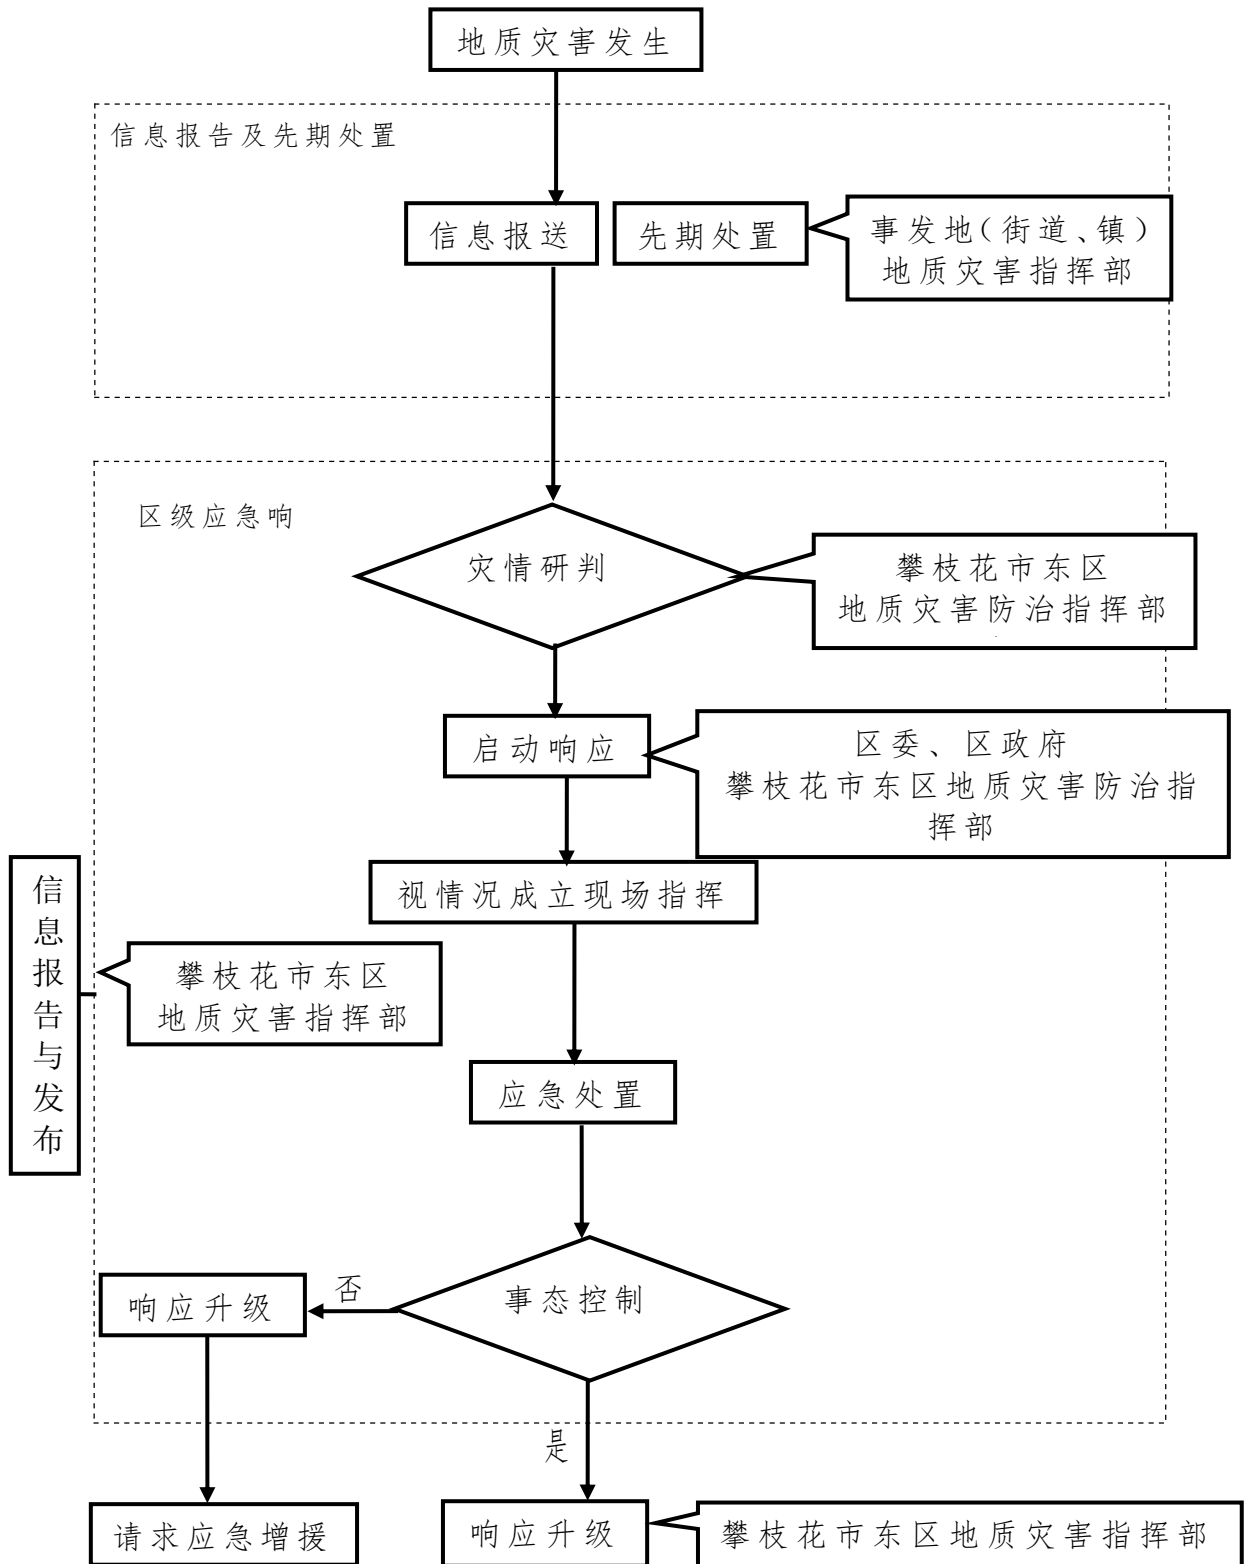 地质灾害发生
信息报告及先期处置
信息报送
先期处置
事发地(街道、镇)
地质灾害指挥部
区级应急响
灾情研判
攀枝花市东区
地质灾害防治指挥部
启动响应
区委、区政府
攀枝花市东区地质灾害防治指
挥部
视情况成立现场指挥
信息报告与发布
攀枝花市东区
地质灾害指挥部
应急处置
事态控制
否
响应升级
是
请求应急增援
响应升级
攀枝花市东区地质灾害指挥部